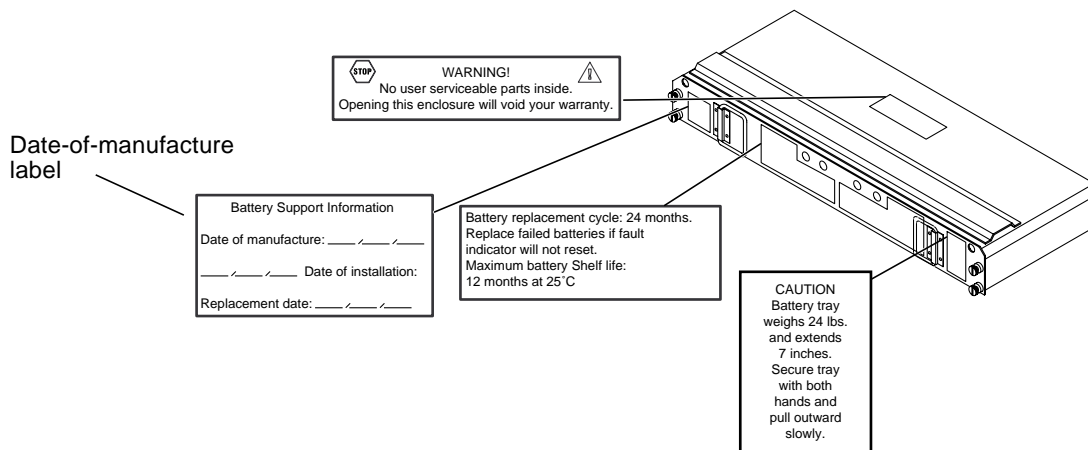 STOP
WARNING!
No user serviceable parts inside.
Opening this enclosure will void your warranty.
Date-of-manufacture
label
Battery Support Information
Date of manufacture: ___ /___ /___
___ /___ /___ Date of installation:
Replacement date: ___ /___ /___
Battery replacement cycle: 24 months.
Replace failed batteries if fault
indicator will not reset.
Maximum battery Shelf life:
12 months at 25˚C
CAUTION
Battery tray
weighs 24 lbs.
and extends
7 inches.
Secure tray
with both
hands and
pull outward
slowly.